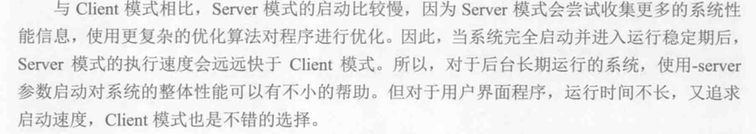 与 Client 模式相比，Server 模式的启动比较慢，因为 Server 模式会尝试收集更多的系统性
能信息，使用更复杂的优化算法对程序进行优化。因此，当系统完全启动并进入运行稳定期后，
Server 模式的执行速度会远远快于 Client 模式。所以，对于后台长期运行的系统，使用-server
参数启动对系统的整体性能可以有不小的帮助。但对于用户界面程序，运行时间不长，又追求
启动速度，Client 模式也是不错的选择。